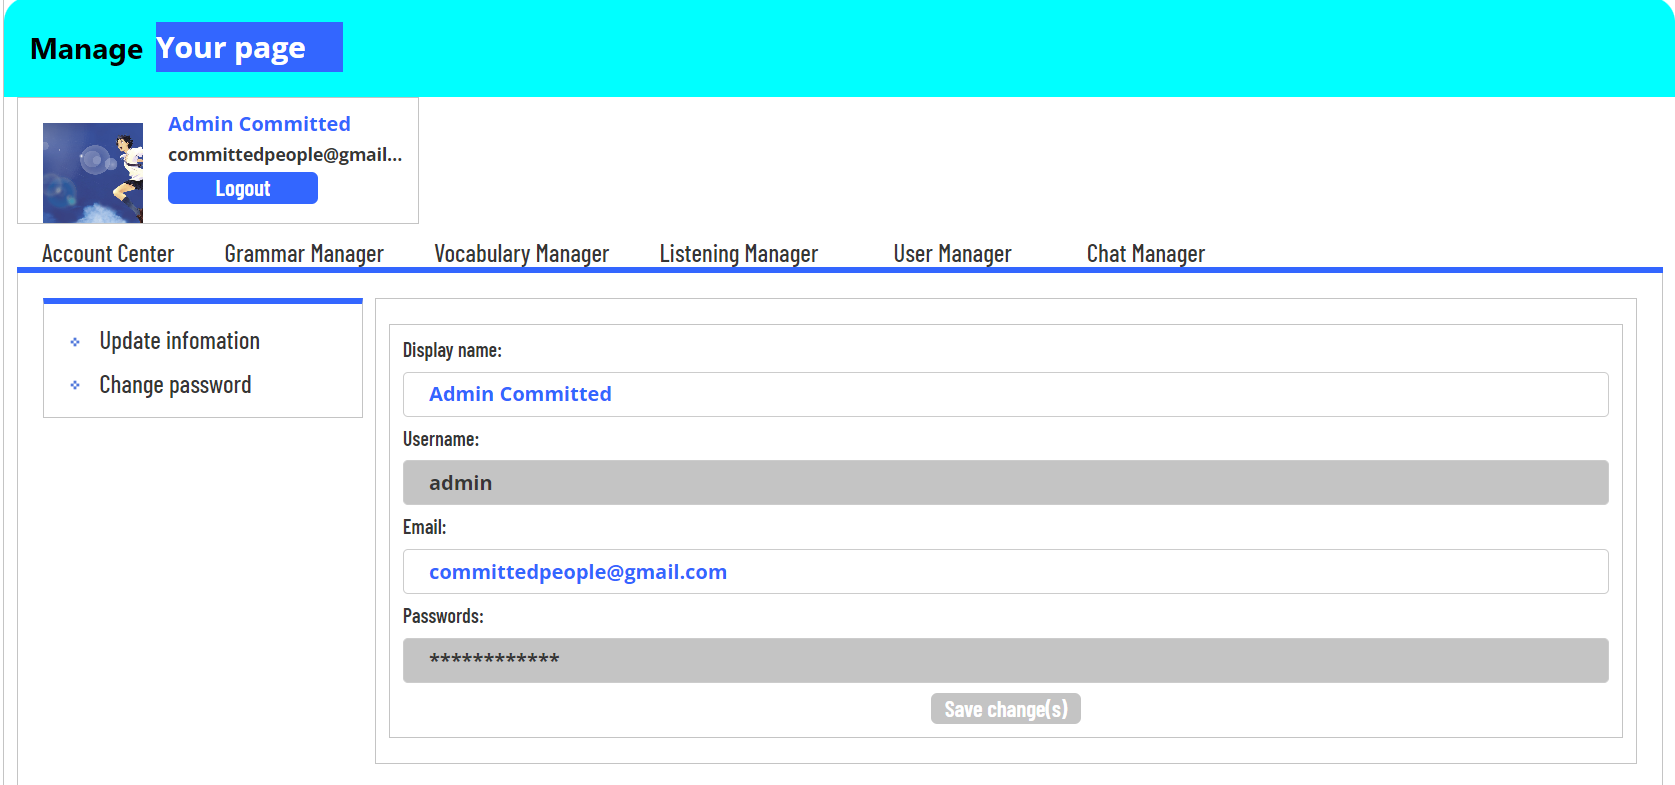 Manage Your page
Admin Committed
committedpeople@gmail...
Logout
Account Center Grammar Manager Vocabulary Manager Listening Manager User Manager Chat Manager
Update infomation
Change password
Display name:
Admin Committed
Username:
admin
Email:
committedpeople@gmail.com
Passwords:
************
Save change(s)